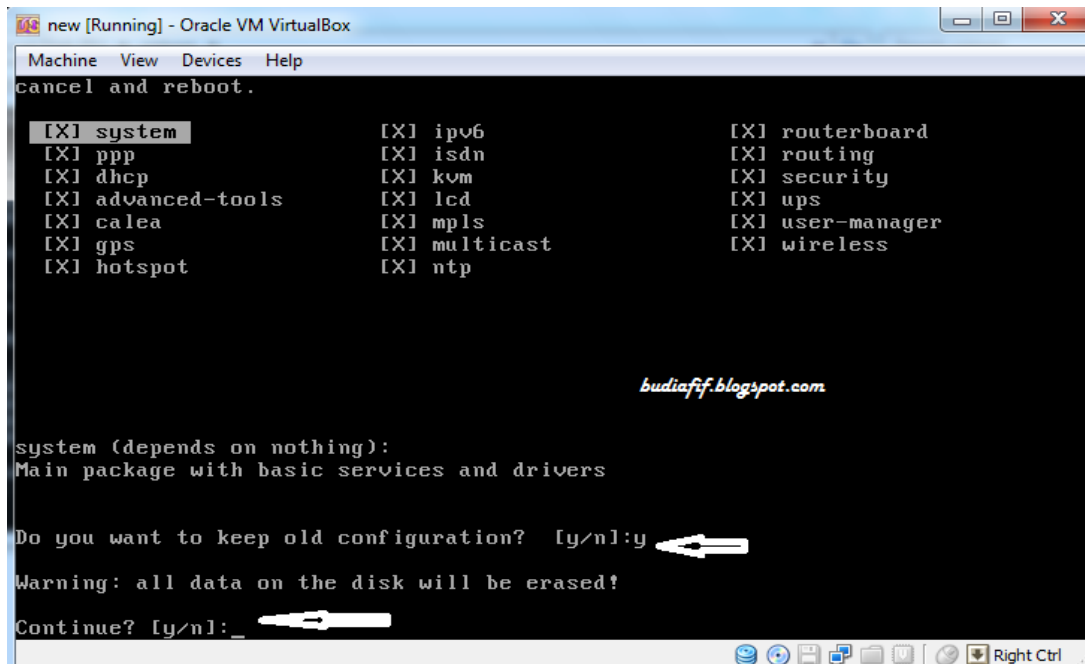 new [Running] - Oracle VM VirtualBox
Machine View Devices Help
cancel and reboot.
[X] system [X] ipv6 [X] routerboard
[X] ppp [X] isdn [X] routing
[X] dhcp [X] kvm [X] security
[X] advanced-tools [X] lcd [X] ups
[X] calea [X] mpls [X] user-manager
[X] gps [X] multicast [X] wireless
[X] hotspot [X] ntp
budiafif.blogspot.com
system (depends on nothing):
Main package with basic services and drivers
Do you want to keep old configuration? [y/n]:y
Warning: all data on the disk will be erased!
Continue? [y/n]:_
Right Ctrl